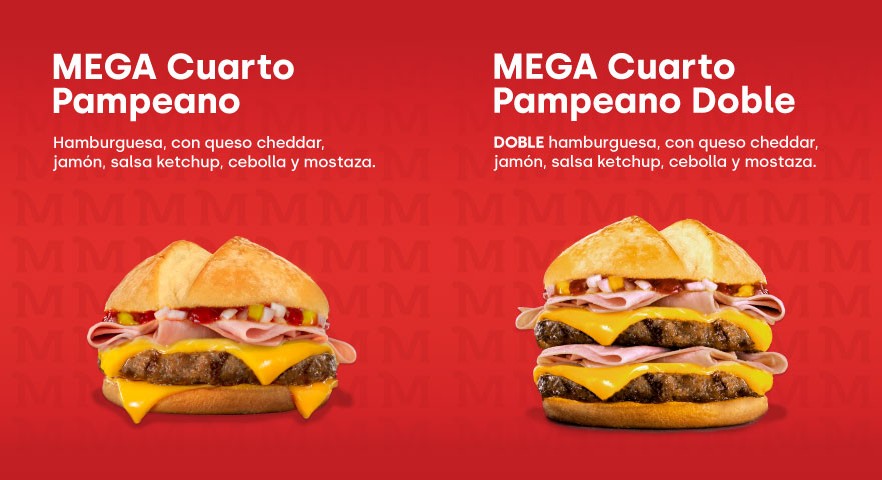 MEGA Cuarto
Pampeano
Hamburguesa, con queso cheddar,
jamón, salsa ketchup, cebolla y mostaza.
MEGA Cuarto
Pampeano Doble
DOBLE hamburguesa, con queso cheddar,
jamón, salsa ketchup, cebolla y mostaza.